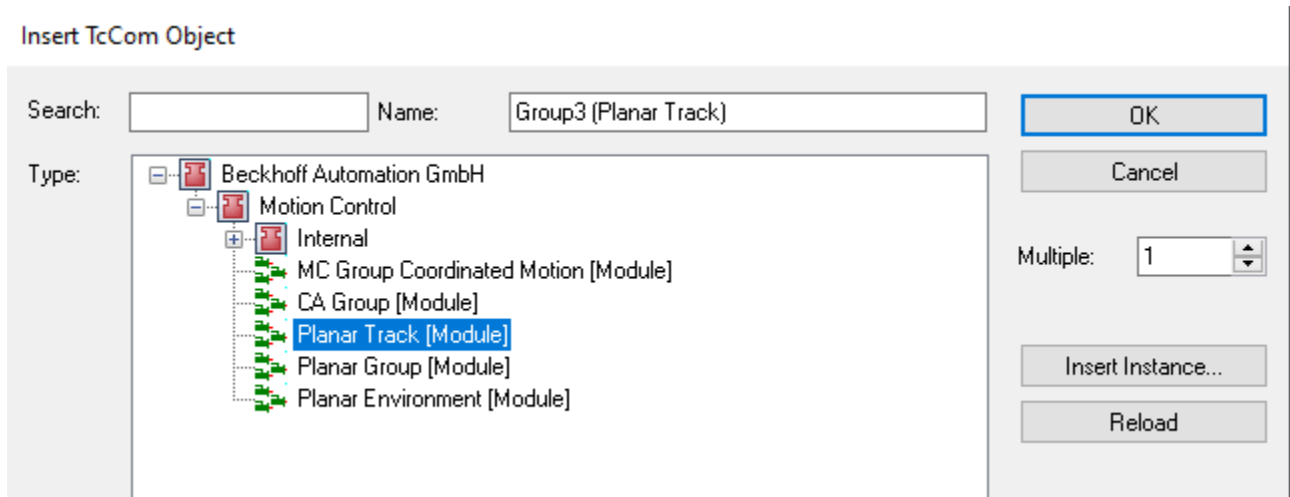 Insert TcCom Object
Search: Name: Group3 (Planar Track) OK
Type: Beckhoff Automation GmbH Cancel
Motion Control
Internal Multiple: 1
MC Group Coordinated Motion [Module]
CA Group [Module]
Planar Track [Module]
Planar Group [Module] Insert Instance...
Planar Environment [Module]
Reload